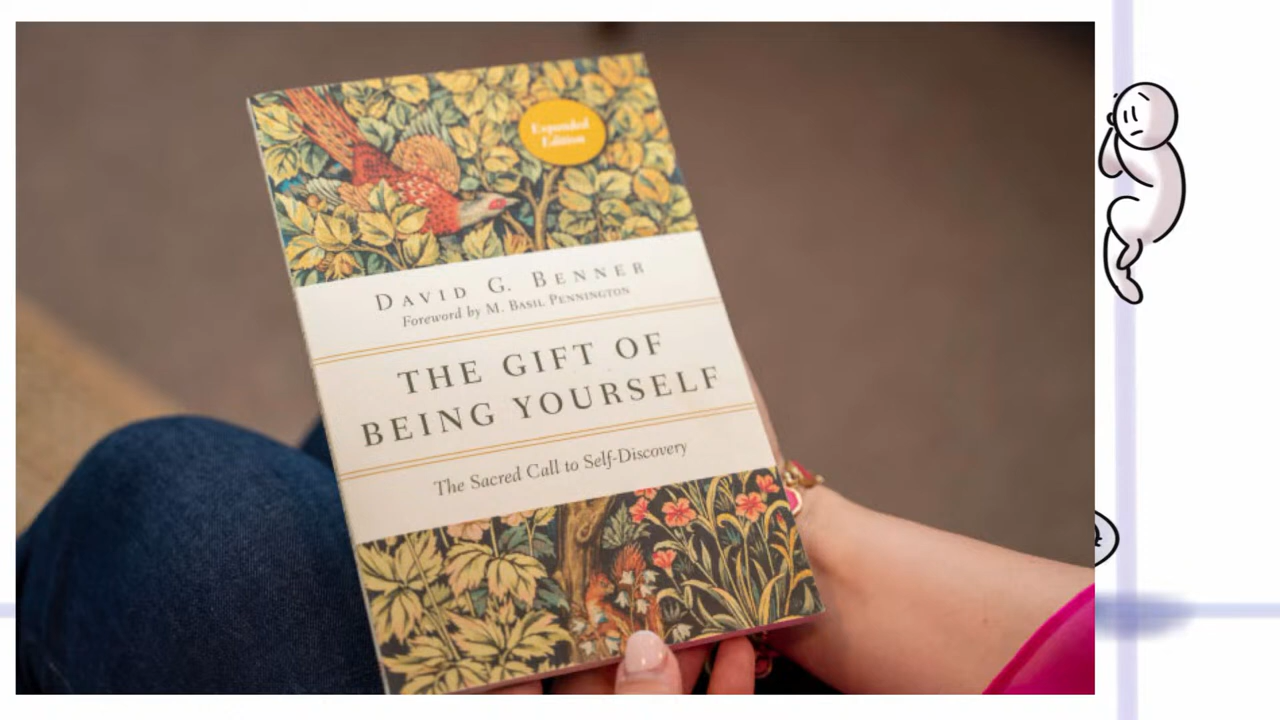 Expanded
Edition
DAVID G. BENNER
Foreword by M. BASIL PENNINGTON
THE GIFT OF
BEING YOURSELF
The Sacred Call to Self-Discovery